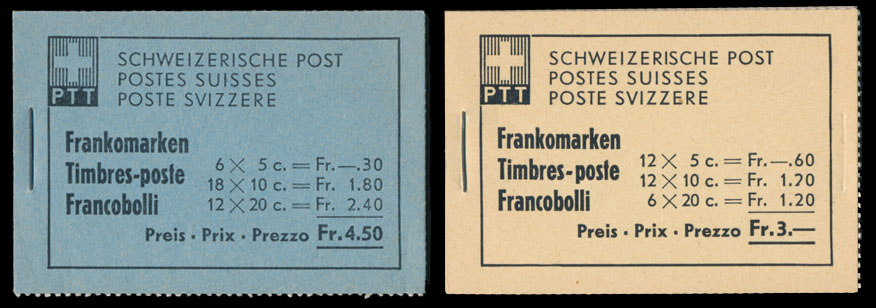 SCHWEIZERISCHE POST
POSTES SUISSES
POSTE SVIZZERE
PTT
Frankomarken
Timbres-poste
Francobolli
6 × 5 c. = Fr. —.30
18 × 10 c. = Fr. 1.80
12 × 20 c. = Fr. 2.40
Preis · Prix · Prezzo Fr. 4.50
SCHWEIZERISCHE POST
POSTES SUISSES
POSTE SVIZZERE
PTT
Frankomarken
Timbres-poste
Francobolli
12 × 5 c. = Fr. —.60
12 × 10 c. = Fr. 1.20
6 × 20 c. = Fr. 1.20
Preis · Prix · Prezzo Fr. 3.—